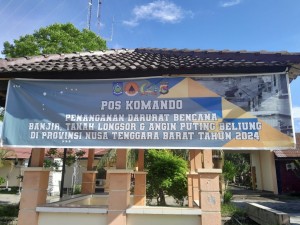 POS KOMANDO
PENANGANAN DARURAT BENCANA
BANJIR, TANAH LONGSOR & ANGIN PUTING BELIUNG
DI PROVINSI NUSA TENGGARA BARAT TAHUN 2024